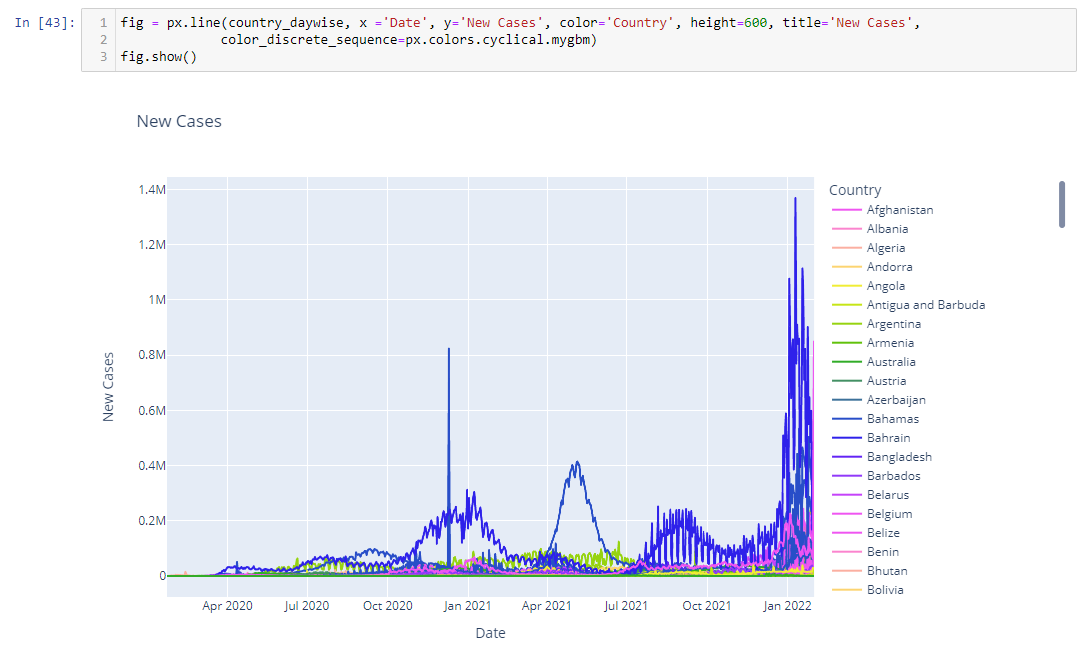 In [43]:
1 fig = px.line(country_daywise, x ='Date', y='New Cases', color='Country', height=600, title='New Cases',
2 color_discrete_sequence=px.colors.cyclical.mygbm)
3 fig.show()
New Cases
1.4M
1.2M
1M
0.8M
0.6M
0.4M
0.2M
0
New Cases
Apr 2020
Jul 2020
Oct 2020
Jan 2021
Apr 2021
Jul 2021
Oct 2021
Jan 2022
Date
Country
Afghanistan
Albania
Algeria
Andorra
Angola
Antigua and Barbuda
Argentina
Armenia
Australia
Austria
Azerbaijan
Bahamas
Bahrain
Bangladesh
Barbados
Belarus
Belgium
Belize
Benin
Bhutan
Bolivia